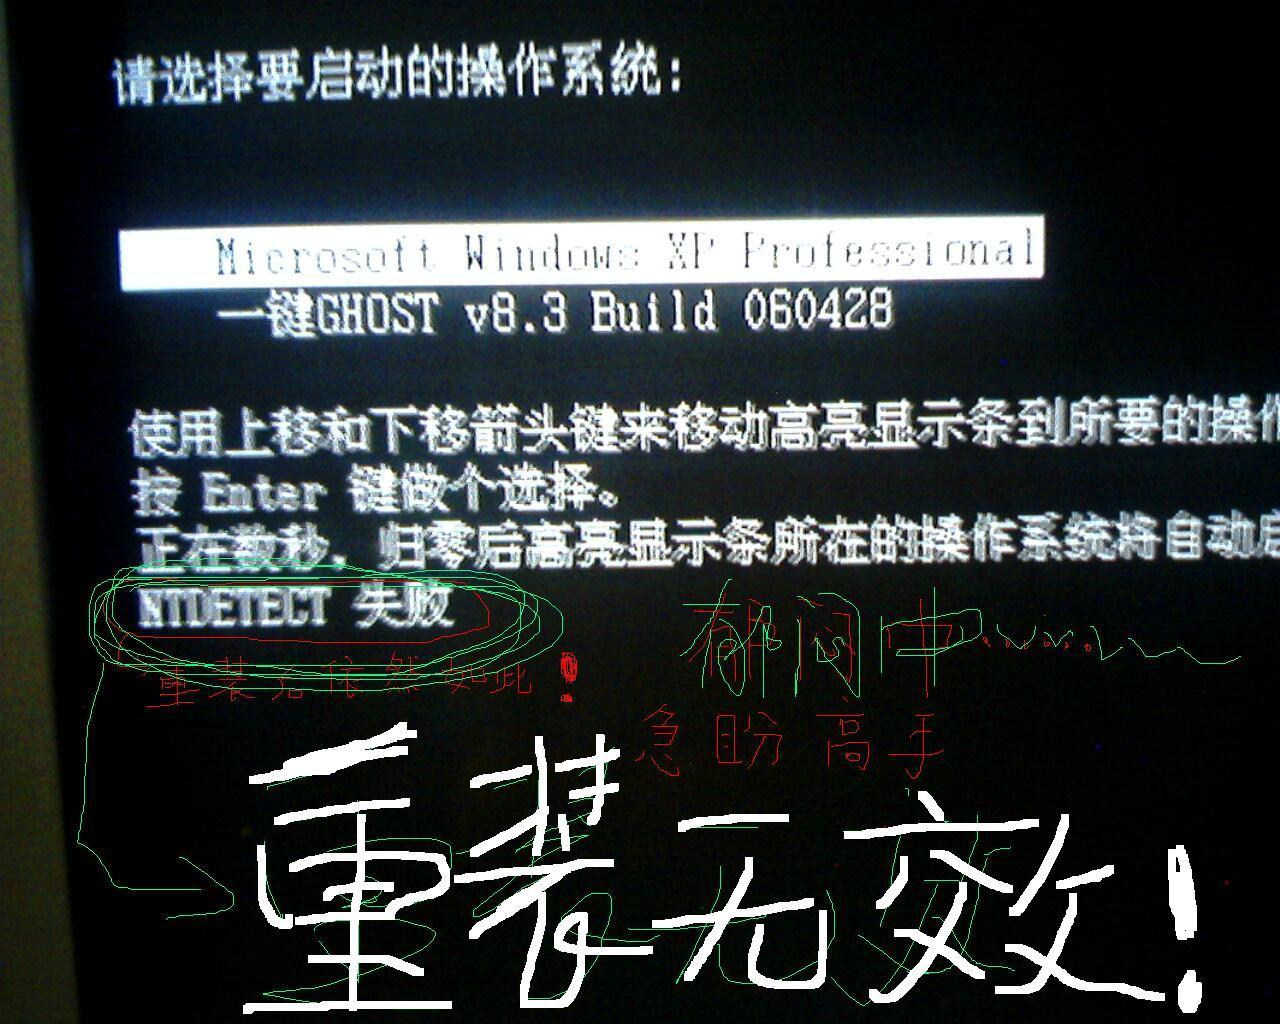 请选择要启动的操作系统:
Microsoft Windows XP Professional
一键GHOST v8.3 Build 060428
使用上移和下移箭头键来移动高亮显示条到所要的操作
按 Enter 键做个选择。
正在数秒，归零后高亮显示条所在的操作系统将自动启
NTDETECT 失败
郁闷中......
重装完依然如此!
急盼高手
重装无效!